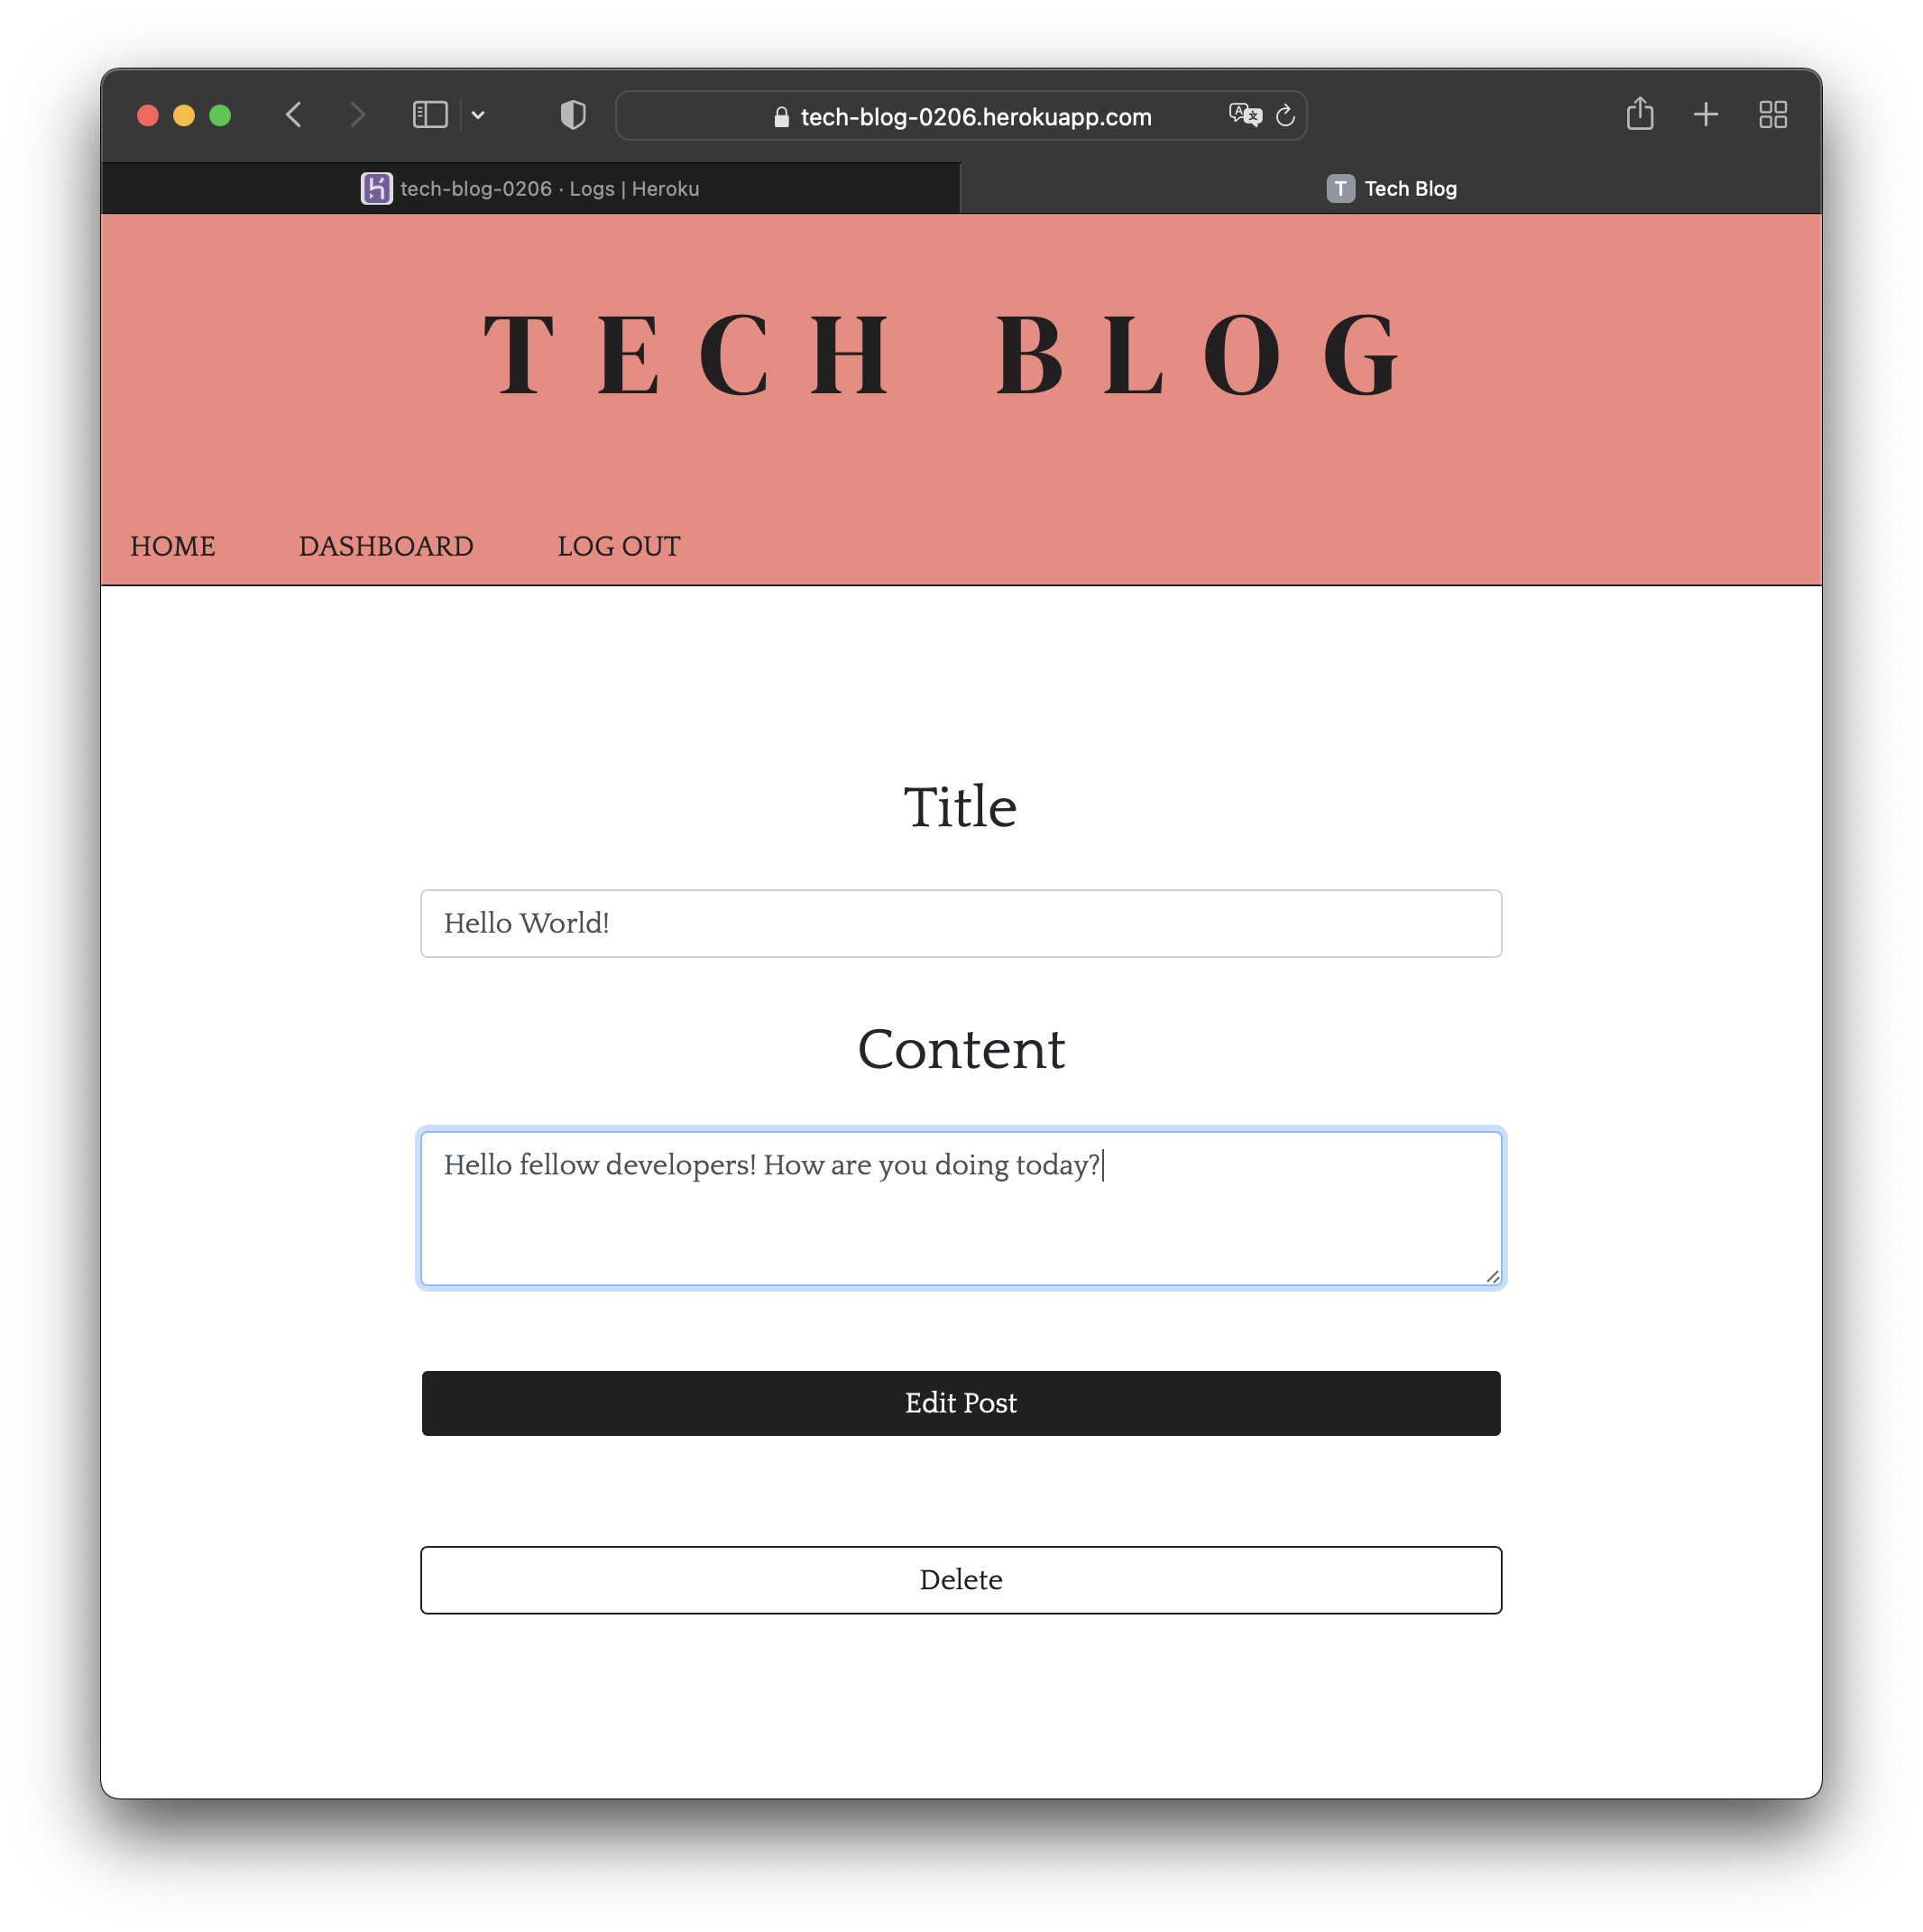 tech-blog-0206.herokuapp.com
tech-blog-0206 · Logs | Heroku
T Tech Blog
TECH BLOG
HOME DASHBOARD LOG OUT
Title
Hello World!
Content
Hello fellow developers! How are you doing today?
Edit Post
Delete